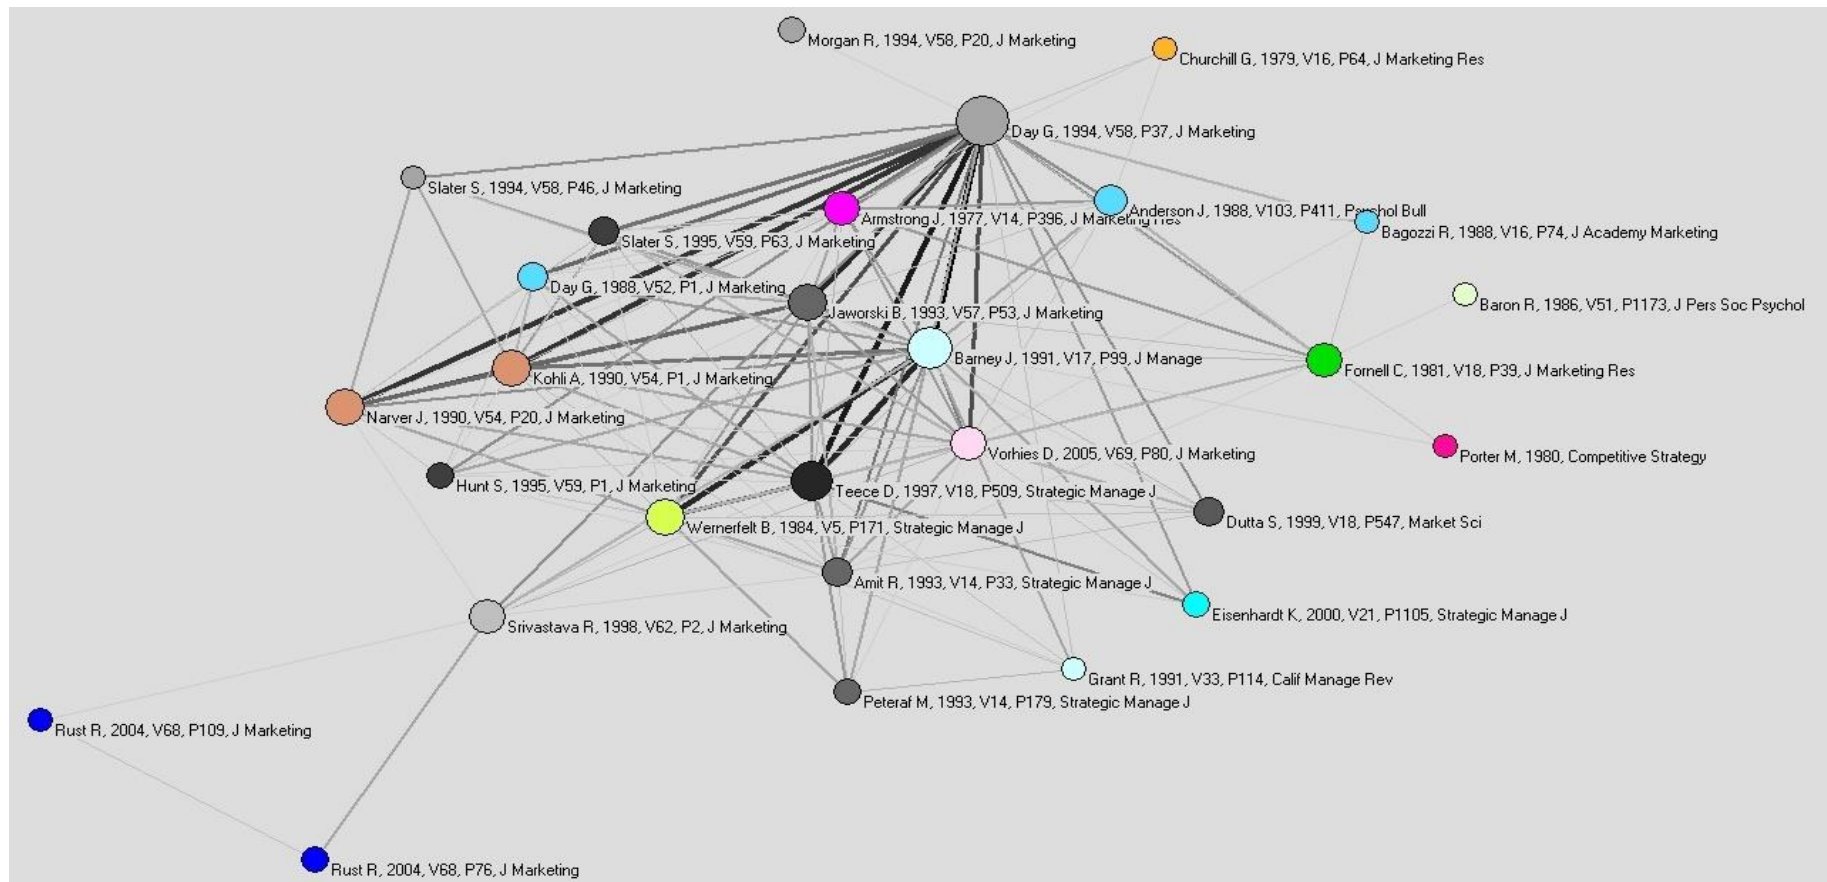 Morgan R, 1994, V58, P20, J Marketing
Churchill G, 1979, V16, P64, J Marketing Res
Day G, 1994, V58, P37, J Marketing
Slater S, 1994, V58, P46, J Marketing
Armstrong J, 1977, V14, P396, J Marketing Res
Anderson J, 1988, V103, P411, Psychol Bull
Bagozzi R, 1988, V16, P74, J Academy Marketing
Slater S, 1995, V59, P63, J Marketing
Day G, 1988, V52, P1, J Marketing
Baron R, 1986, V51, P1173, J Pers Soc Psychol
Jaworski B, 1993, V57, P53, J Marketing
Barney J, 1991, V17, P99, J Manage
Fornell C, 1981, V18, P39, J Marketing Res
Kohli A, 1990, V54, P1, J Marketing
Narver J, 1990, V54, P20, J Marketing
Vorhies D, 2005, V69, P80, J Marketing
Porter M, 1980, Competitive Strategy
Hunt S, 1995, V59, P1, J Marketing
Teece D, 1997, V18, P509, Strategic Manage J
Wernerfelt B, 1984, V5, P171, Strategic Manage J
Dutta S, 1999, V18, P547, Market Sci
Amit R, 1993, V14, P33, Strategic Manage J
Eisenhardt K, 2000, V21, P1105, Strategic Manage J
Srivastava R, 1998, V62, P2, J Marketing
Grant R, 1991, V33, P114, Calif Manage Rev
Peteraf M, 1993, V14, P179, Strategic Manage J
Rust R, 2004, V68, P109, J Marketing
Rust R, 2004, V68, P76, J Marketing